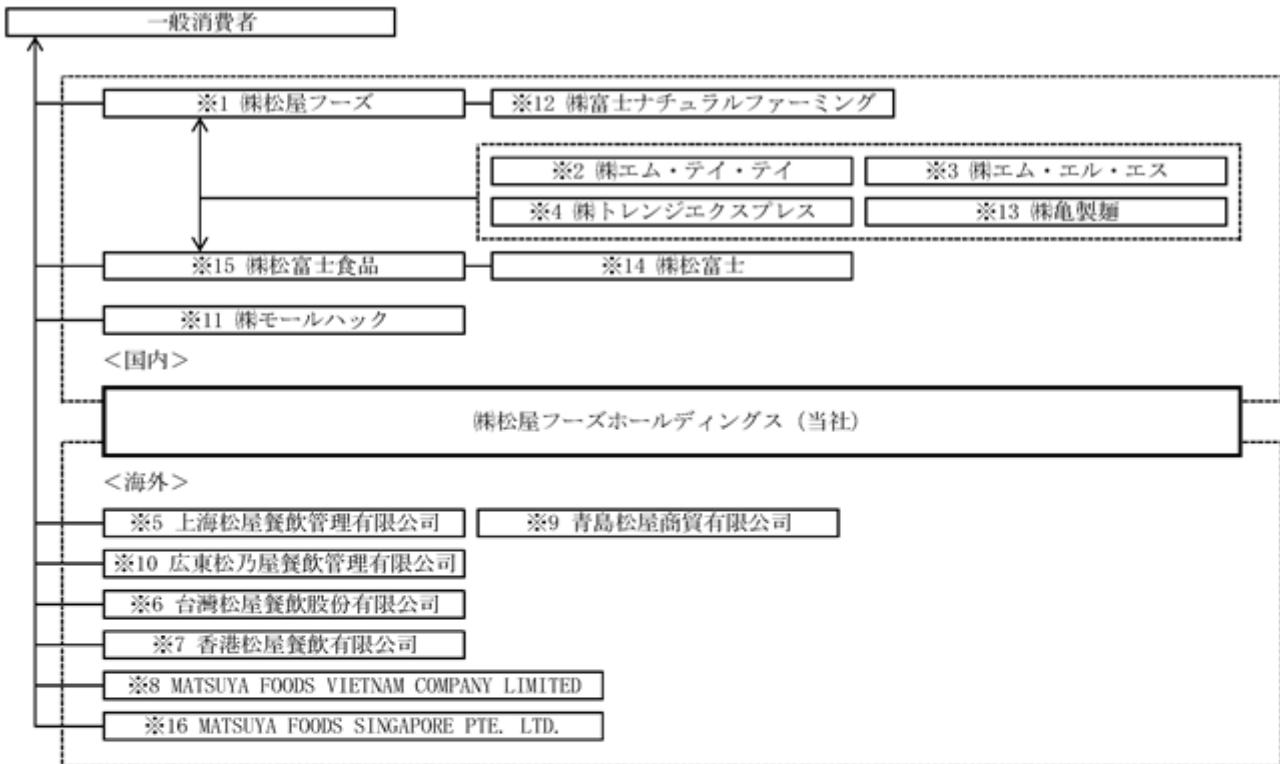 一般消費者
※1 ㈱松屋フーズ
※12 ㈱富士ナチュラルファーミング
※2 ㈱エム・テイ・テイ
※3 ㈱エム・エル・エス
※4 ㈱トレンジエクスプレス
※13 ㈱亀製麺
※15 ㈱松富士食品
※14 ㈱松富士
※11 ㈱モールハック
＜国内＞
㈱松屋フーズホールディングス（当社）
＜海外＞
※5 上海松屋餐飲管理有限公司
※9 青島松屋商貿有限公司
※10 広東松乃屋餐飲管理有限公司
※6 台灣松屋餐飲股份有限公司
※7 香港松屋餐飲有限公司
※8 MATSUYA FOODS VIETNAM COMPANY LIMITED
※16 MATSUYA FOODS SINGAPORE PTE. LTD.